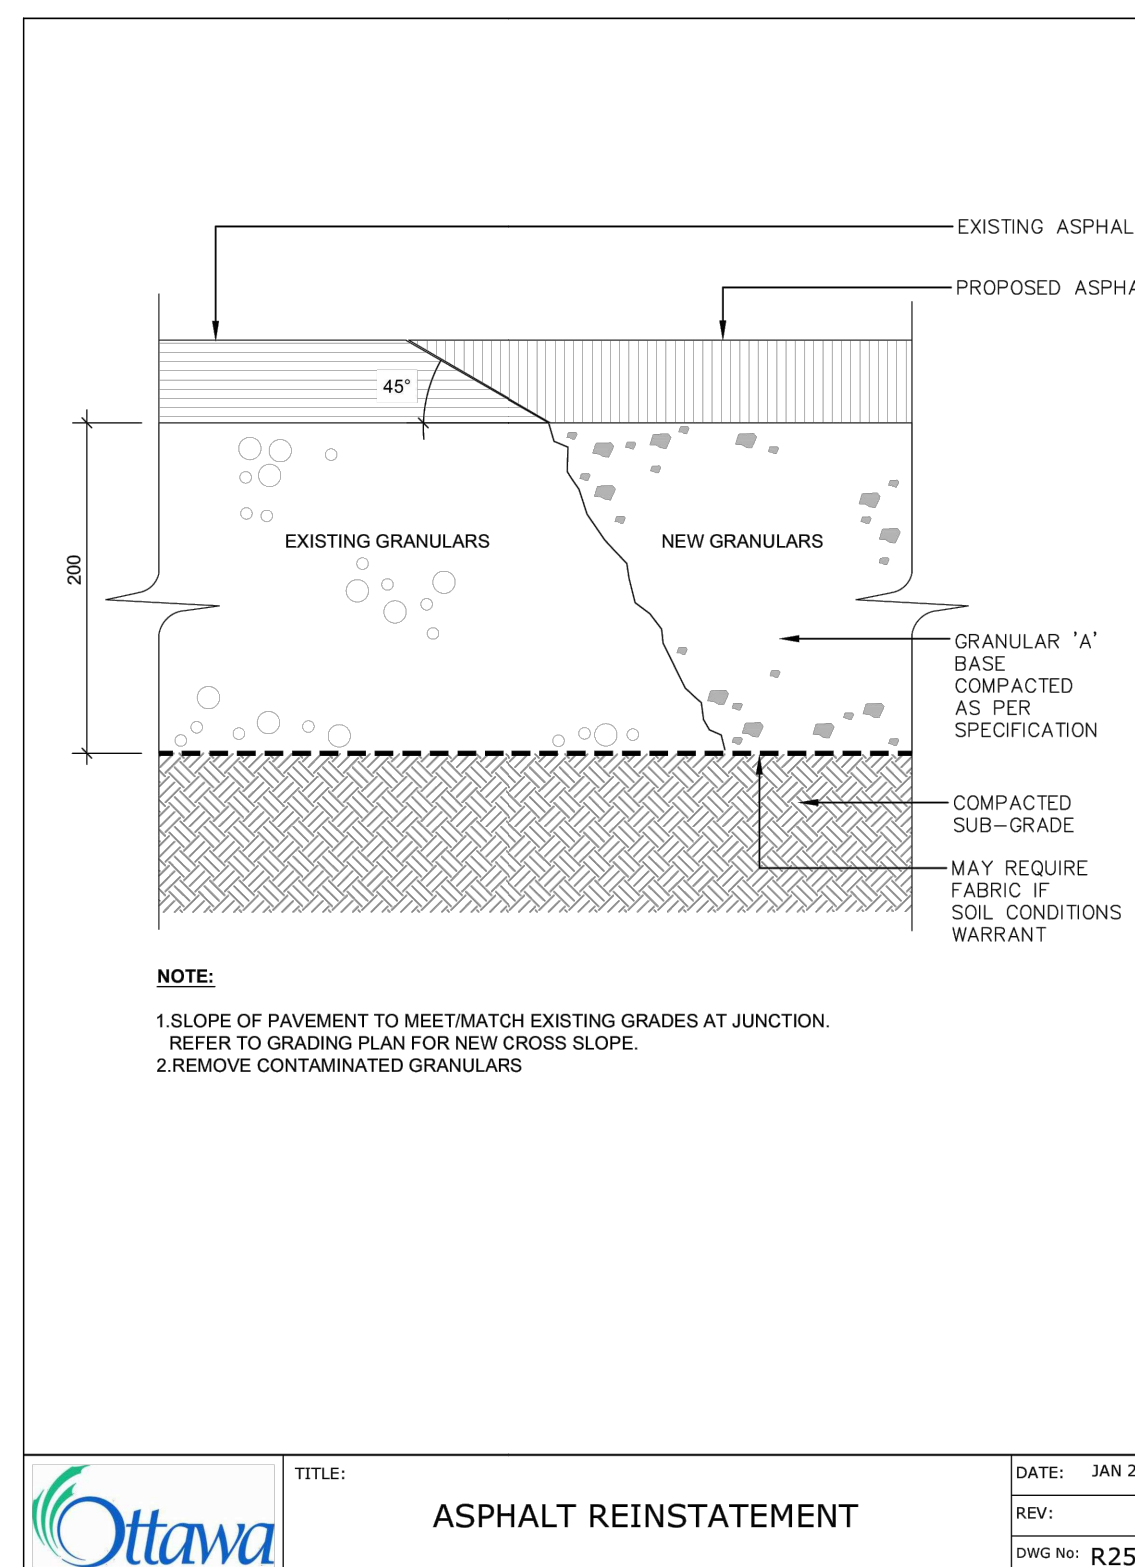 EXISTING ASPHAL
PROPOSED ASPHA
45°
EXISTING GRANULARS
NEW GRANULARS
200
GRANULAR 'A'
BASE
COMPACTED
AS PER
SPECIFICATION
COMPACTED
SUB-GRADE
MAY REQUIRE
FABRIC IF
SOIL CONDITIONS
WARRANT
NOTE:
1.SLOPE OF PAVEMENT TO MEET/MATCH EXISTING GRADES AT JUNCTION.
REFER TO GRADING PLAN FOR NEW CROSS SLOPE.
2.REMOVE CONTAMINATED GRANULARS
Ottawa
TITLE:
ASPHALT REINSTATEMENT
DATE: JAN 2
REV:
DWG No: R25